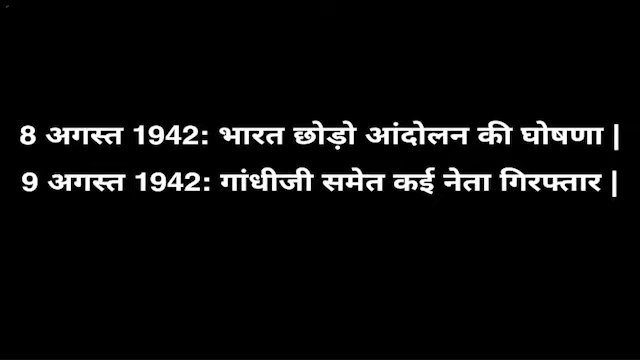 8 अगस्त 1942: भारत छोड़ो आंदोलन की घोषणा |
9 अगस्त 1942: गांधीजी समेत कई नेता गिरफ्तार |